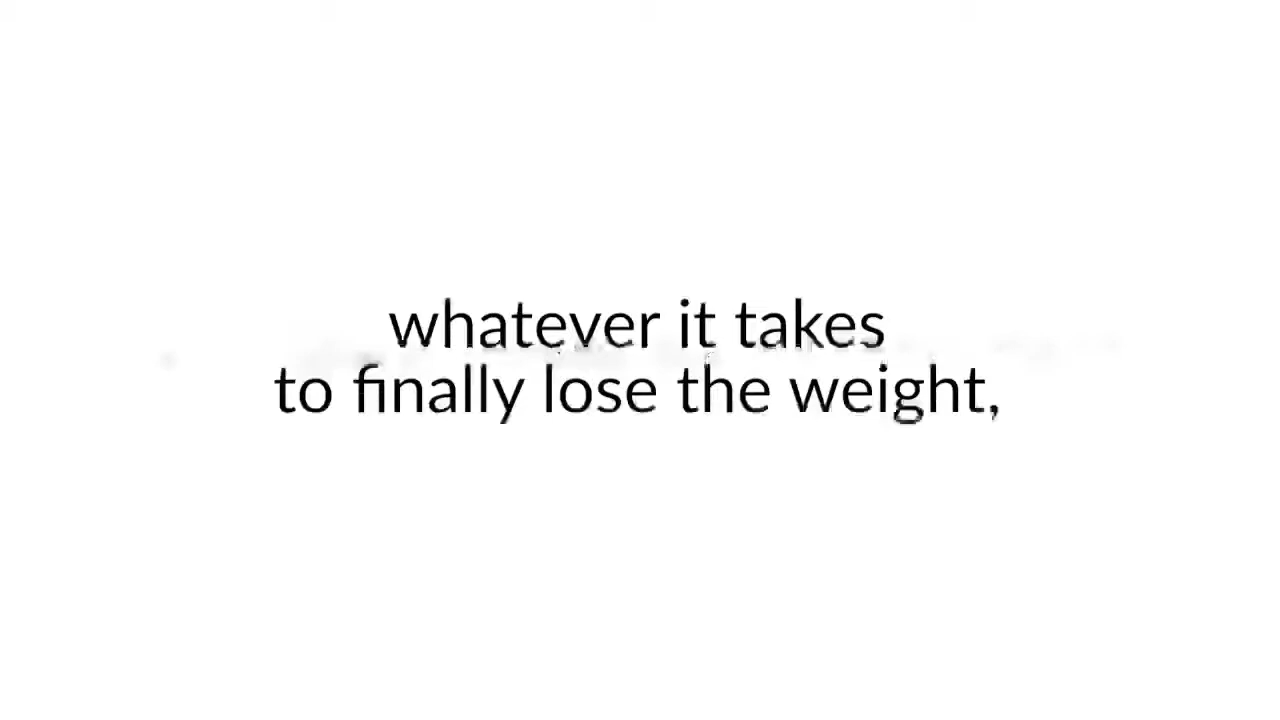 whatever it takes
to finally lose the weight,